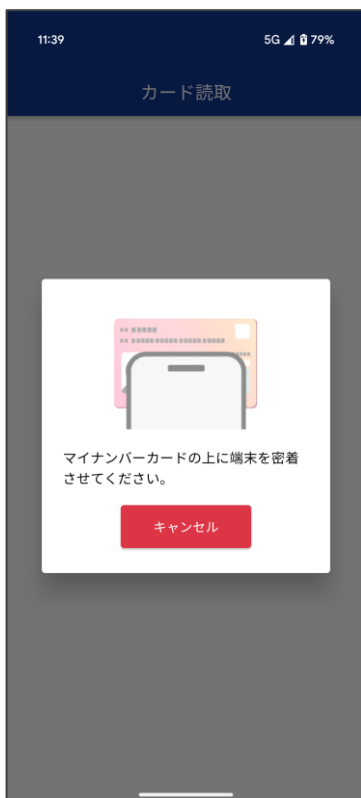 11:39 5G 79%
カード読取
マイナンバーカードの上に端末を密着
させてください。
キャンセル